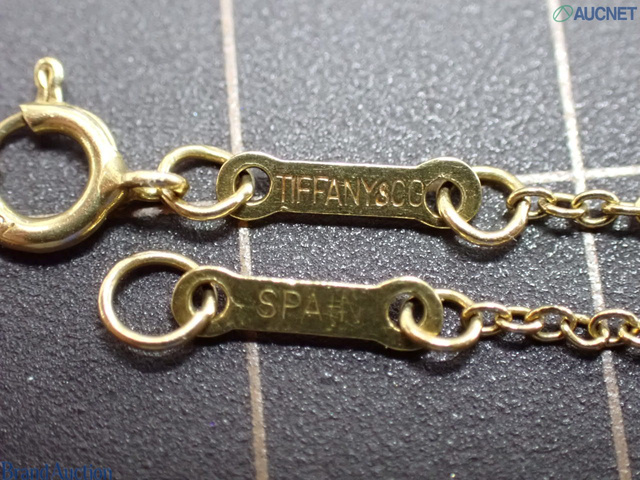 AUCNET
TIFFANY&CO
SPAIN
Brand Auction